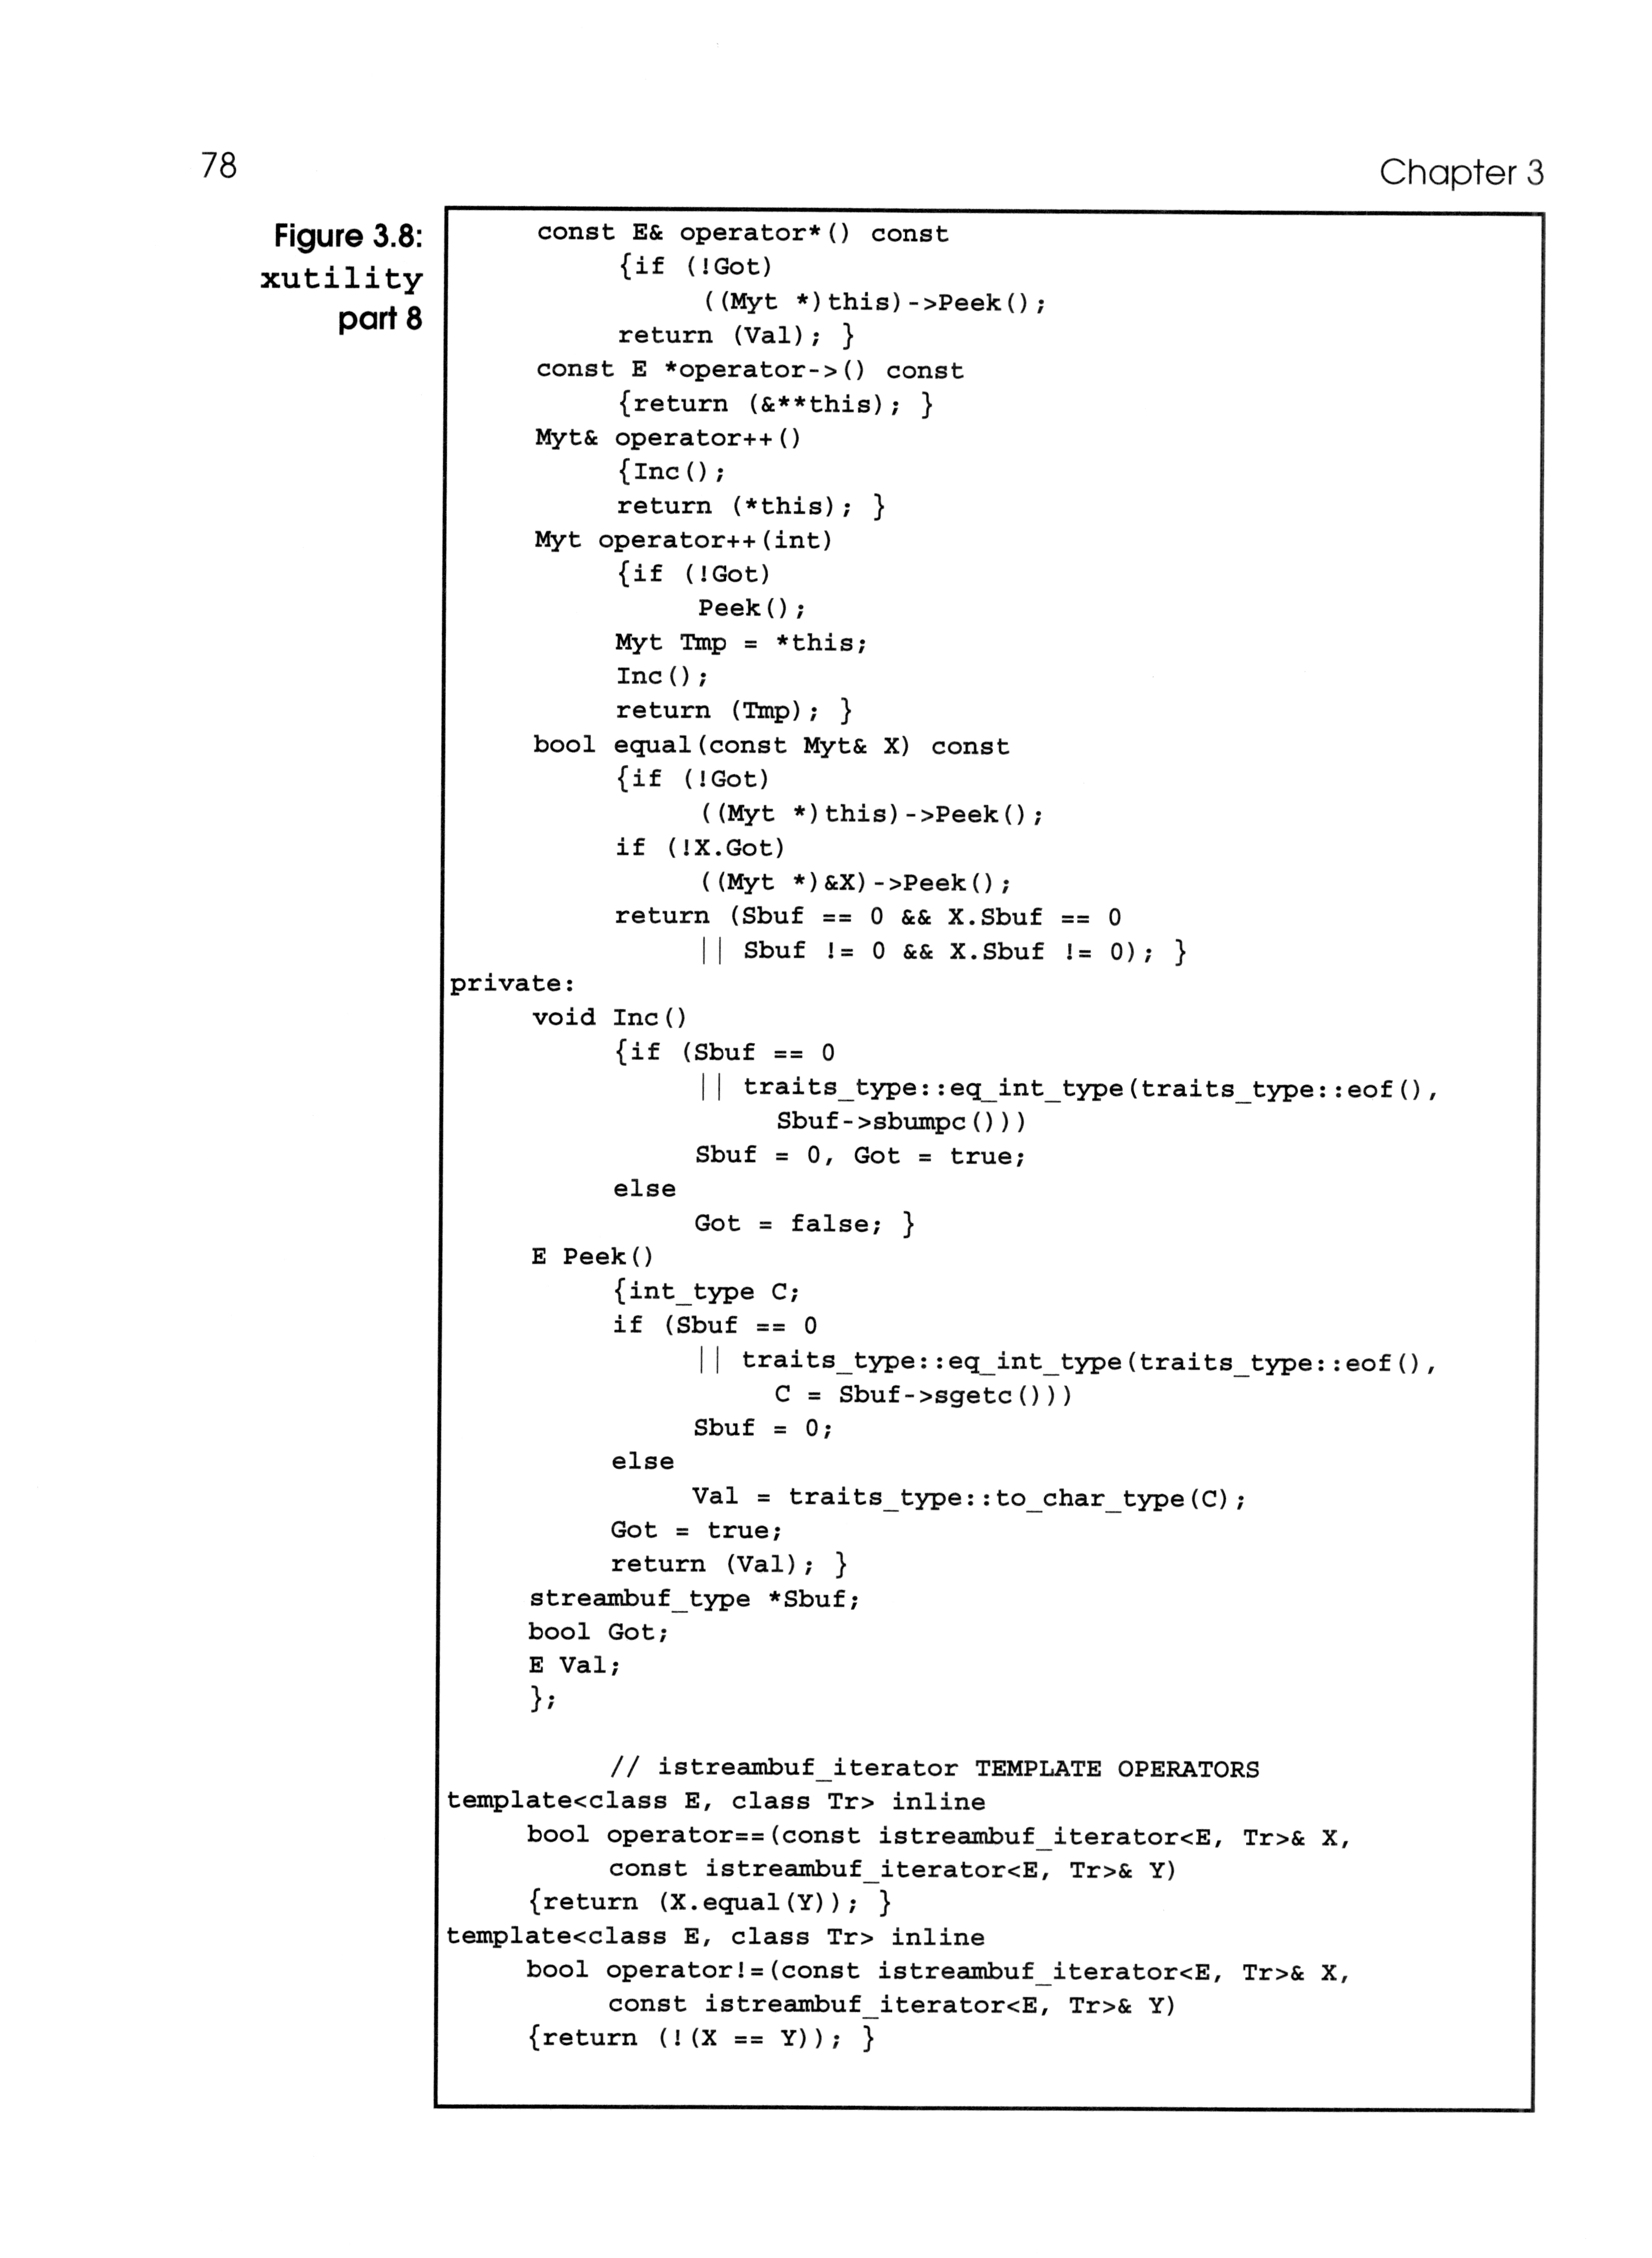 78
Chapter 3
Figure 3.8:
xutility
part 8
const E& operator*() const
{if (!Got)
((Myt *)this)->Peek();
return (Val); }
const E *operator->() const
{return (&**this); }
Myt& operator++()
{Inc();
return (*this); }
Myt operator++(int)
{if (!Got)
Peek();
Myt Tmp = *this;
Inc();
return (Tmp); }
bool equal(const Myt& X) const
{if (!Got)
((Myt *)this)->Peek();
if (!X.Got)
((Myt *)&X)->Peek();
return (Sbuf == 0 && X.Sbuf == 0
|| Sbuf != 0 && X.Sbuf != 0); }
private:
void Inc()
{if (Sbuf == 0
|| traits_type::eq_int_type(traits_type::eof(),
Sbuf->sbumpc()))
Sbuf = 0, Got = true;
else
Got = false; }
E Peek()
{int_type C;
if (Sbuf == 0
|| traits_type::eq_int_type(traits_type::eof(),
C = Sbuf->sgetc()))
Sbuf = 0;
else
Val = traits_type::to_char_type(C);
Got = true;
return (Val); }
streambuf_type *Sbuf;
bool Got;
E Val;
};
// istreambuf_iterator TEMPLATE OPERATORS
template<class E, class Tr> inline
bool operator==(const istreambuf_iterator<E, Tr>& X,
const istreambuf_iterator<E, Tr>& Y)
{return (X.equal(Y)); }
template<class E, class Tr> inline
bool operator!=(const istreambuf_iterator<E, Tr>& X,
const istreambuf_iterator<E, Tr>& Y)
{return (!(X == Y)); }